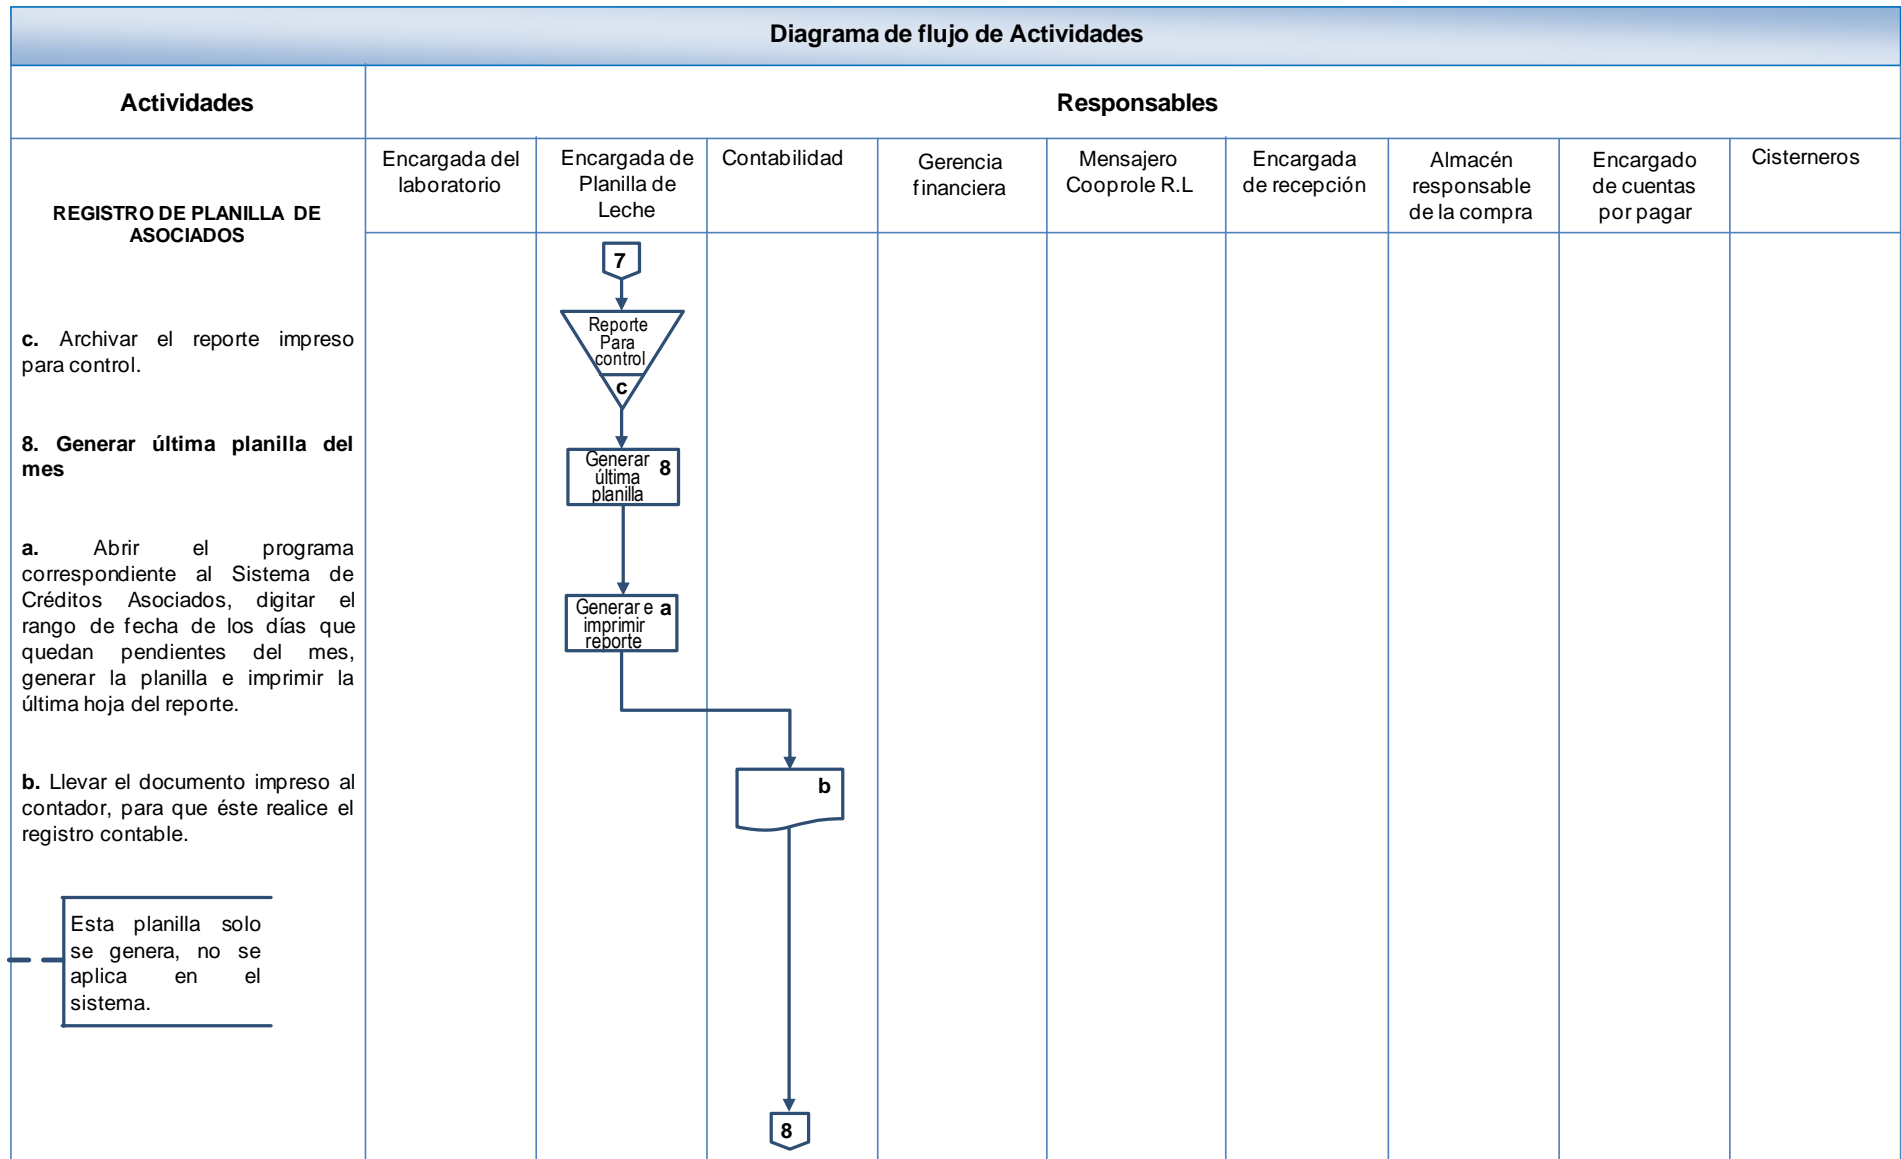 Diagrama de flujo de Actividades
Actividades
Responsables
REGISTRO DE PLANILLA DE
ASOCIADOS
Encargada del
laboratorio
Encargada de
Planilla de
Leche
Contabilidad
Gerencia
financiera
Mensajero
Cooprole R.L
Encargada
de recepción
Almacén
responsable
de la compra
Encargado
de cuentas
por pagar
Cisterneros
c. Archivar el reporte impreso
para control.
8. Generar última planilla del
mes
a. Abrir el programa
correspondiente al Sistema de
Créditos Asociados, digitar el
rango de fecha de los días que
quedan pendientes del mes,
generar la planilla e imprimir la
última hoja del reporte.
b. Llevar el documento impreso al
contador, para que éste realice el
registro contable.
Esta planilla solo
se genera, no se
aplica en el
sistema.
7
Reporte
Para
control
c
Generar
última
planilla
8
Generar e
imprimir
reporte
a
b
8